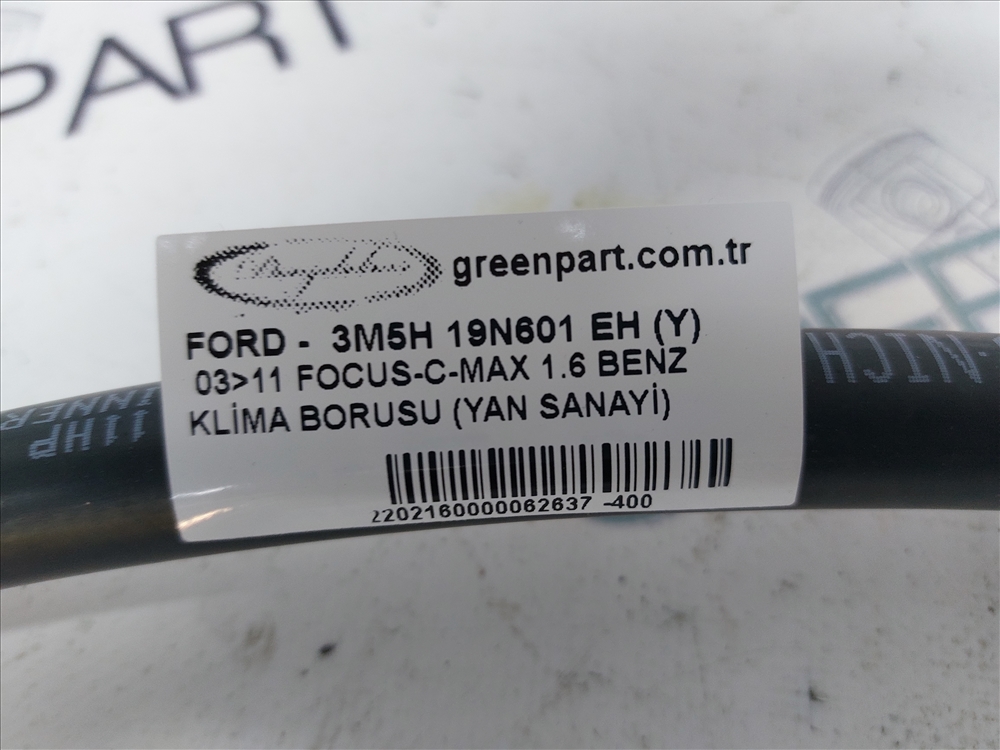 PART
greenpart.com.tr
FORD - 3M5H 19N601 EH (Y)
03>11 FOCUS-C-MAX 1.6 BENZ
KLİMA BORUSU (YAN SANAYİ)
2202160000062637 -400